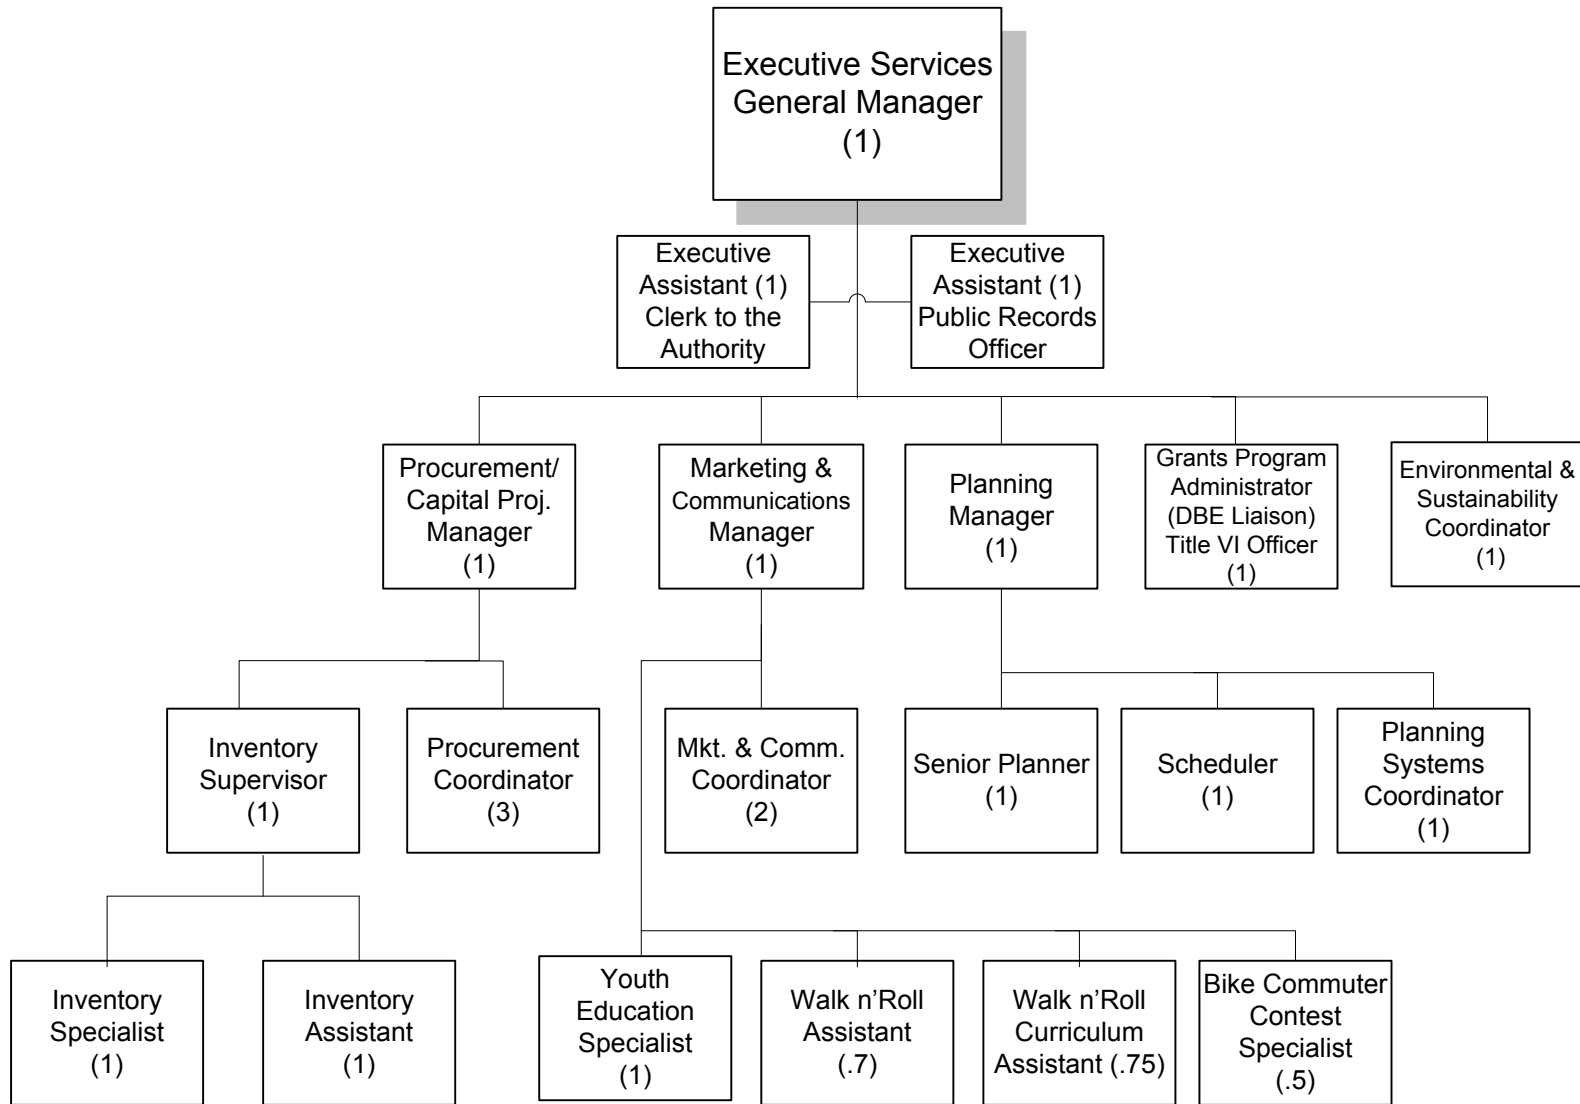 Executive Services
General Manager
(1)
Executive
Assistant (1)
Clerk to the
Authority
Executive
Assistant (1)
Public Records
Officer
Procurement/
Capital Proj.
Manager
(1)
Marketing &
Communications
Manager
(1)
Planning
Manager
(1)
Grants Program
Administrator
(DBE Liaison)
Title VI Officer
(1)
Environmental &
Sustainability
Coordinator
(1)
Inventory
Supervisor
(1)
Procurement
Coordinator
(3)
Mkt. & Comm.
Coordinator
(2)
Senior Planner
(1)
Scheduler
(1)
Planning
Systems
Coordinator
(1)
Inventory
Specialist
(1)
Inventory
Assistant
(1)
Youth
Education
Specialist
(1)
Walk n'Roll
Assistant
(.7)
Walk n'Roll
Curriculum
Assistant (.75)
Bike Commuter
Contest
Specialist
(.5)